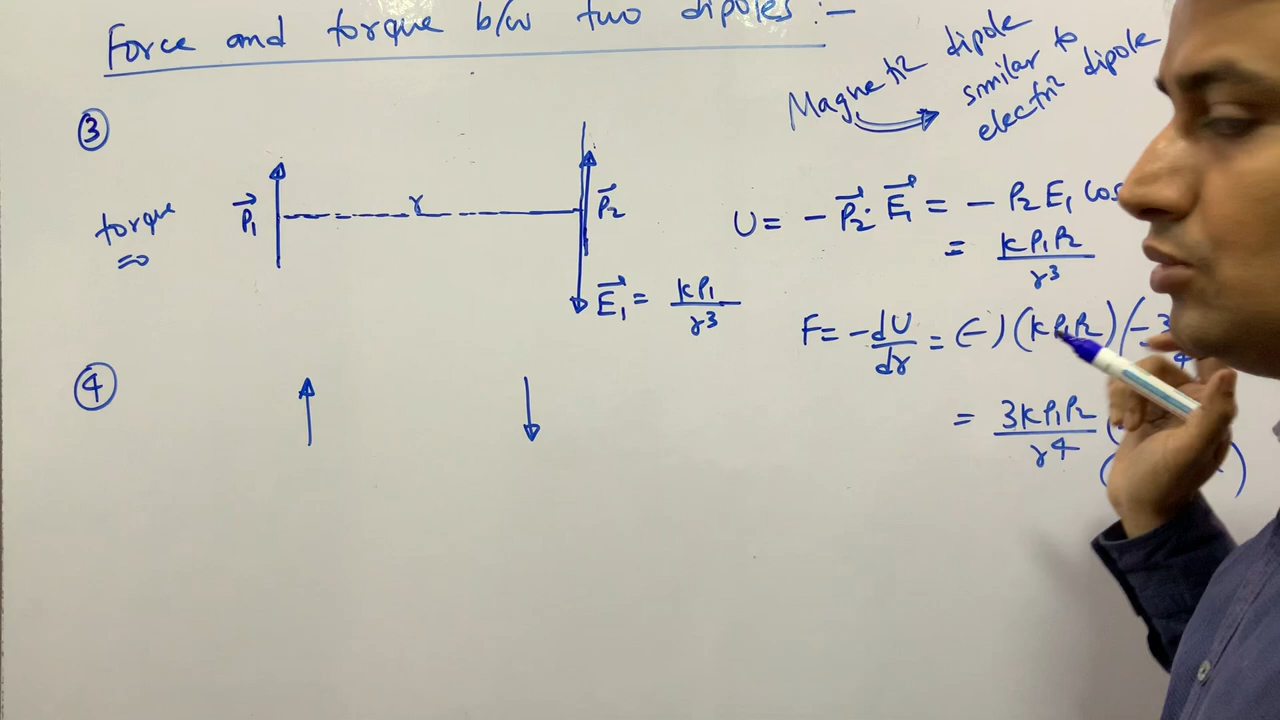 Force and torque b/w two dipoles :-
Magnetic dipole
similar to
electric dipole
③
torque
⇒
P⃗₁
r
P⃗₂
E⃗₁ = kP₁/r³
U = - P⃗₂·E⃗₁ = - P₂ E₁ cos
= kP₁P₂/r³
F = -dU/dr = (-) (kP₁P₂) (-3
= 3kP₁P₂/r⁴
④